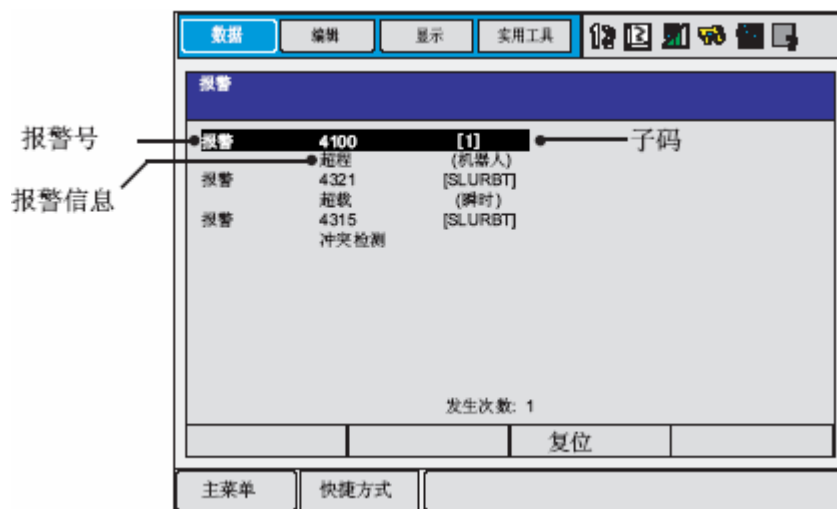 数据 编辑 显示 实用工具
报警
报警号
报警 4100 [1]
子码
超程 (机器人)
报警信息
报警 4321 [SLURBT]
超载 (瞬时)
报警 4315 [SLURBT]
冲突检测
发生次数: 1
复位
主菜单 快捷方式